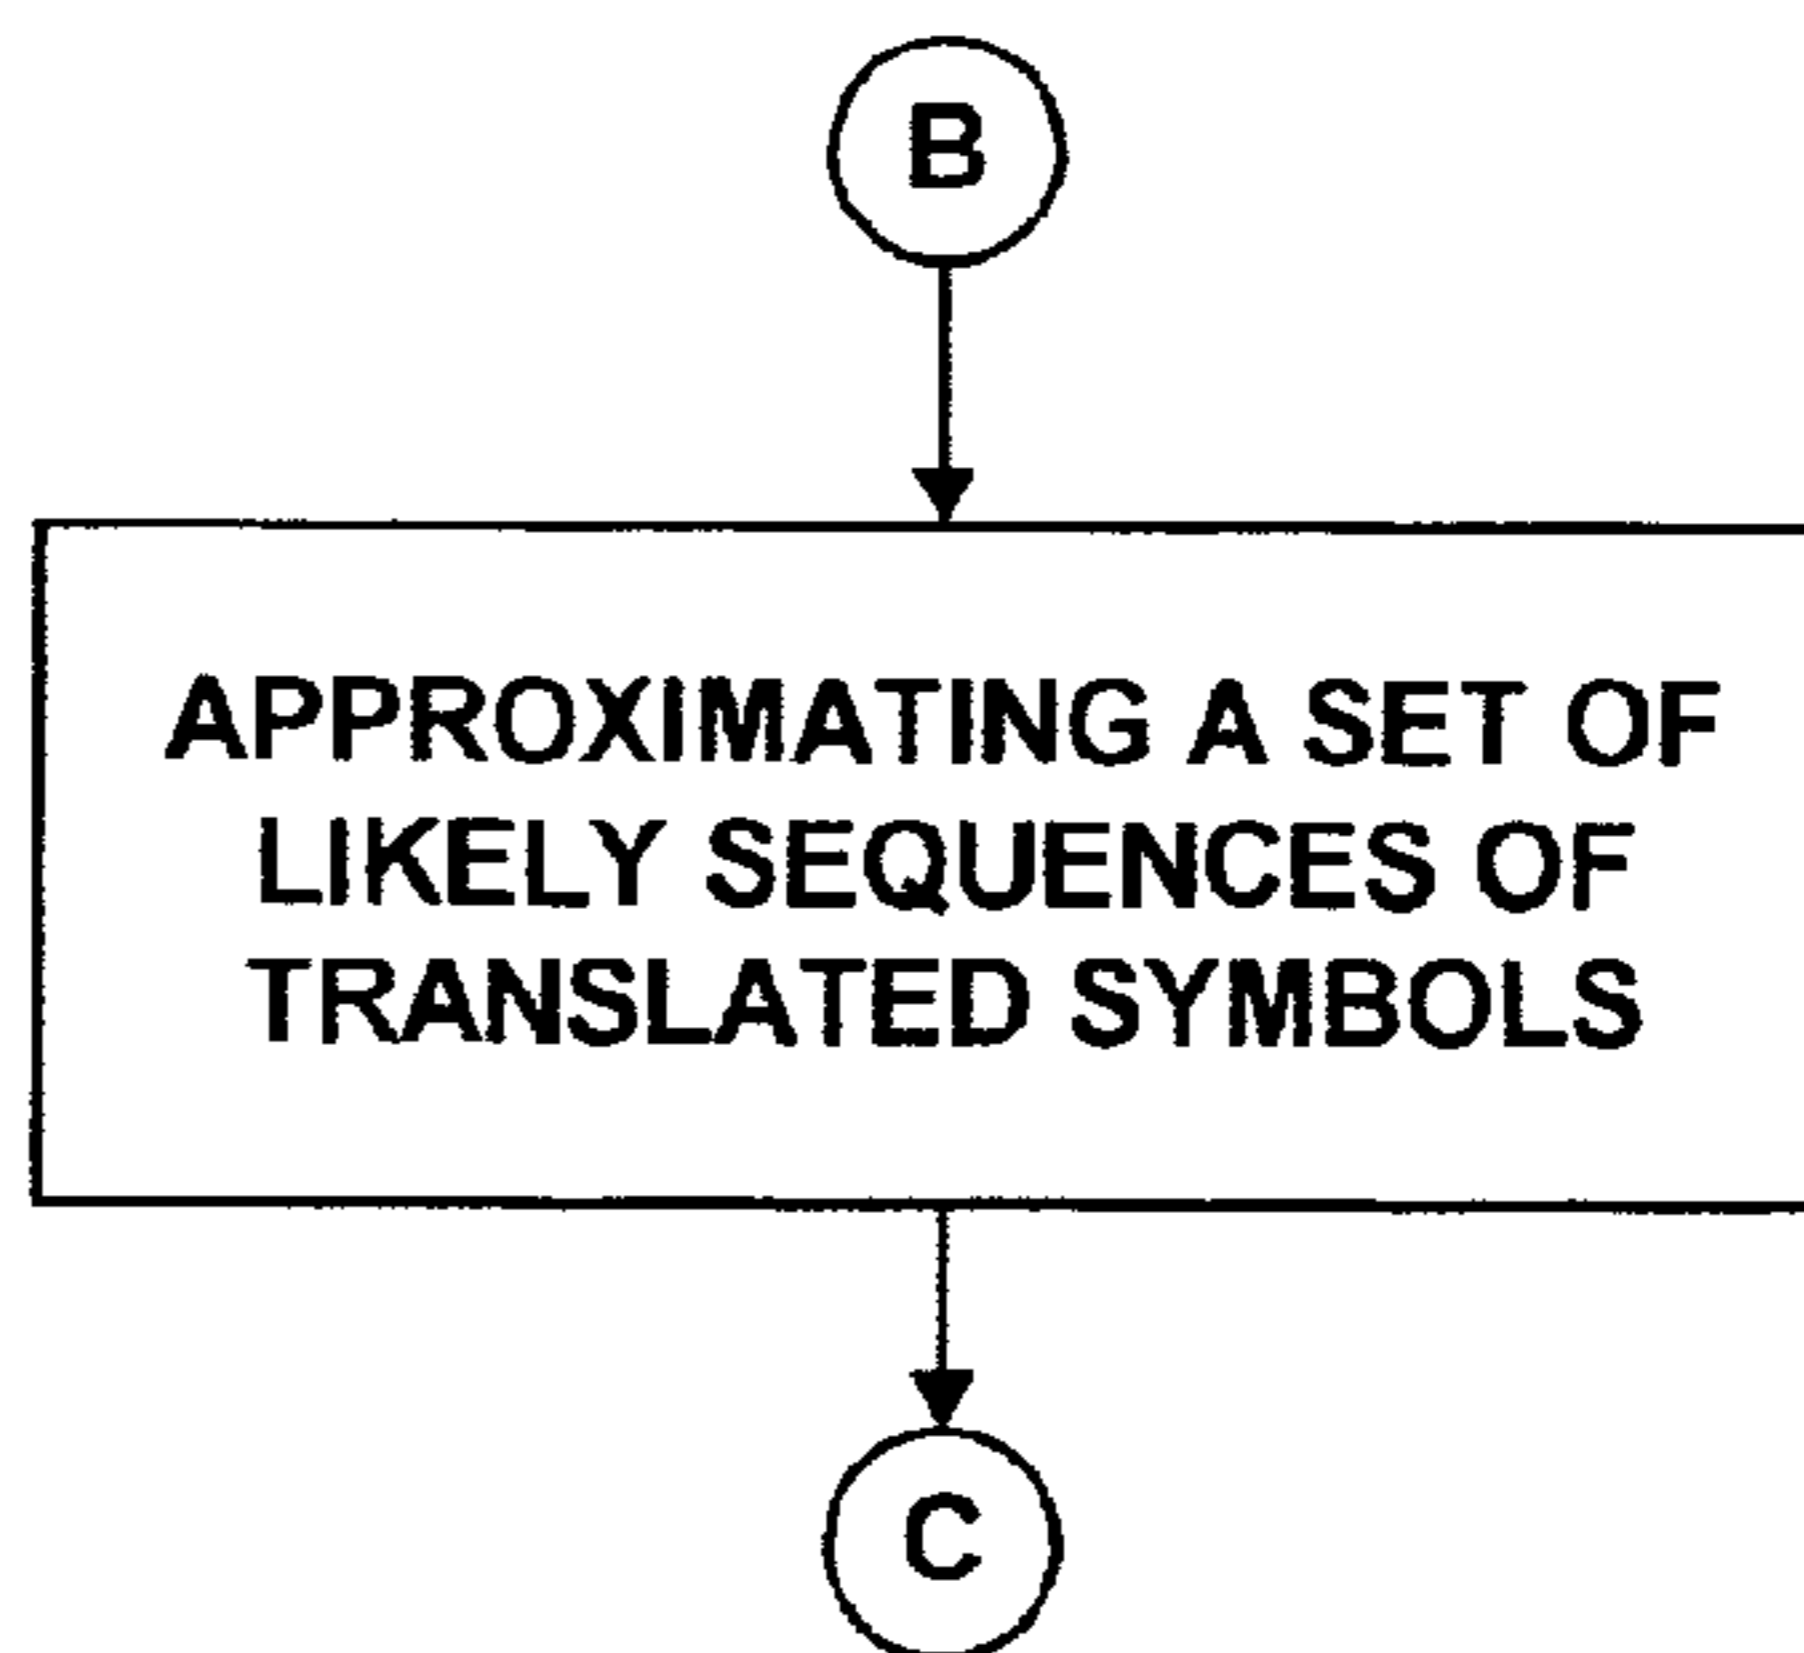 B
APPROXIMATING A SET OF
LIKELY SEQUENCES OF
TRANSLATED SYMBOLS
C